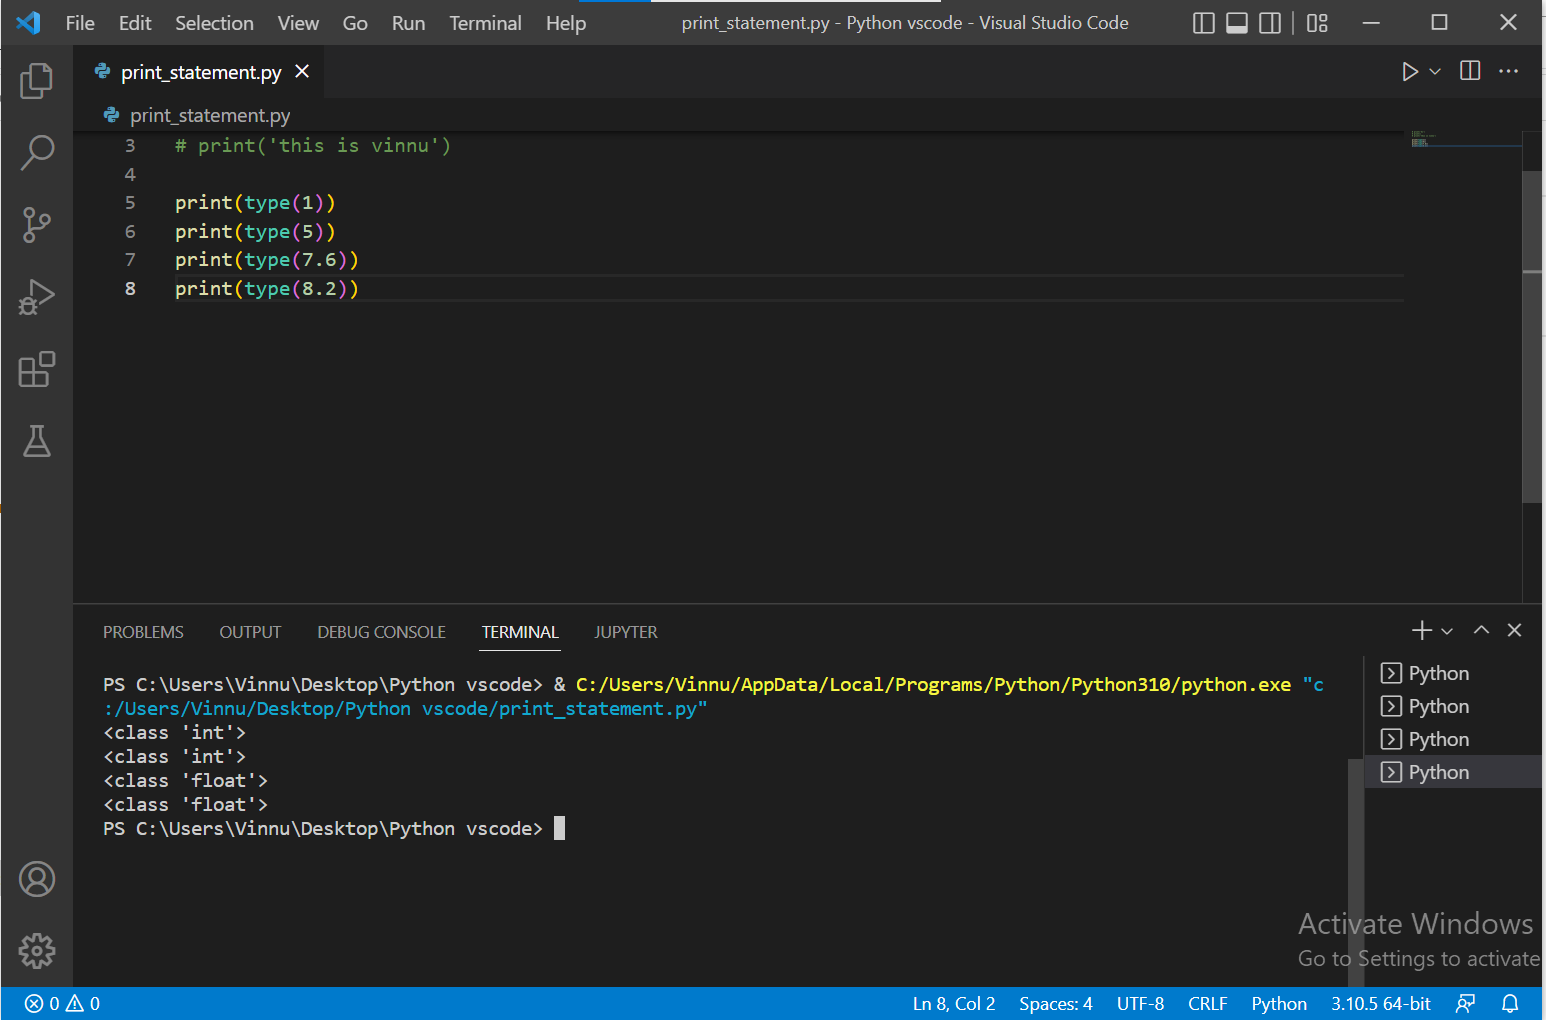 File Edit Selection View Go Run Terminal Help print_statement.py - Python vscode - Visual Studio Code
print_statement.py
print_statement.py
3 # print('this is vinnu')
4
5 print(type(1))
6 print(type(5))
7 print(type(7.6))
8 print(type(8.2))
PROBLEMS OUTPUT DEBUG CONSOLE TERMINAL JUPYTER
PS C:\Users\Vinnu\Desktop\Python vscode> & C:/Users/Vinnu/AppData/Local/Programs/Python/Python310/python.exe "c
:/Users/Vinnu/Desktop/Python vscode/print_statement.py"
<class 'int'>
<class 'int'>
<class 'float'>
<class 'float'>
PS C:\Users\Vinnu\Desktop\Python vscode>
Python
Python
Python
Python
Activate Windows
Go to Settings to activate
0 0 Ln 8, Col 2 Spaces: 4 UTF-8 CRLF Python 3.10.5 64-bit